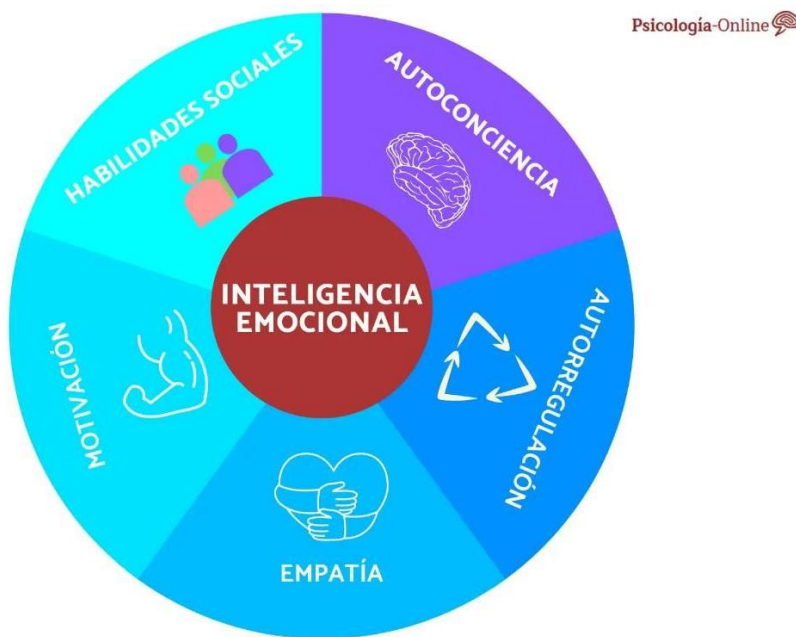 Psicología-Online
HABILIDADES SOCIALES
AUTOCONCIENCIA
INTELIGENCIA
EMOCIONAL
MOTIVACIÓN
AUTORREGULACIÓN
EMPATÍA